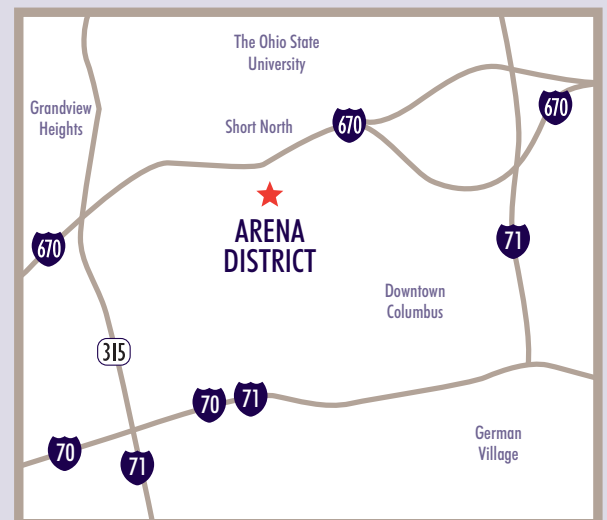 The Ohio State
University
Grandview
Heights
Short North
670
670
ARENA
DISTRICT
670
71
Downtown
Columbus
315
70
71
70
71
German
Village